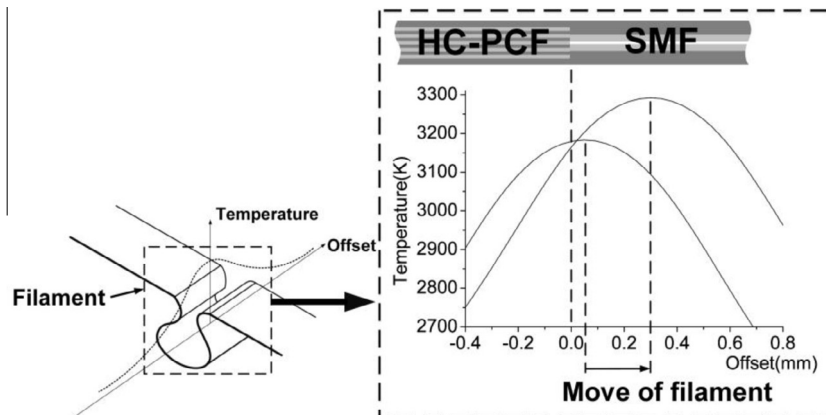 HC-PCF SMF
3300
3200
3100
3000
2900
2800
2700
Temperature(K)
-0.4 -0.2 0.0 0.2 0.4 0.6 0.8
Offset(mm)
Move of filament
Temperature
Offset
Filament